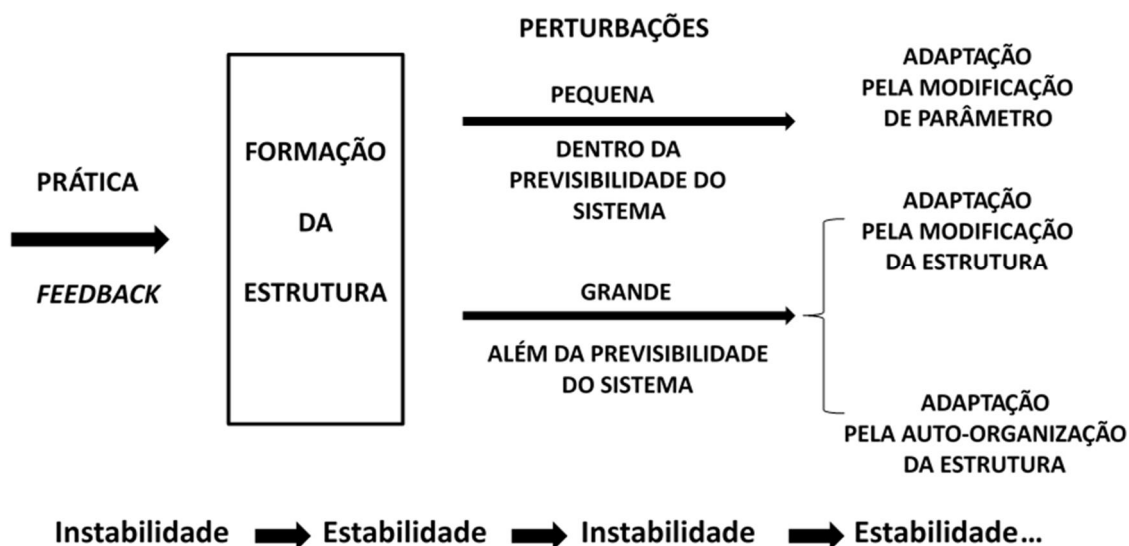 PRÁTICA
FEEDBACK
FORMAÇÃO
DA
ESTRUTURA
PERTURBAÇÕES
PEQUENA
DENTRO DA
PREVISIBILIDADE DO
SISTEMA
GRANDE
ALÉM DA PREVISIBILIDADE
DO SISTEMA
ADAPTAÇÃO
PELA MODIFICAÇÃO
DE PARÂMETRO
ADAPTAÇÃO
PELA MODIFICAÇÃO
DA ESTRUTURA
ADAPTAÇÃO
PELA AUTO-ORGANIZAÇÃO
DA ESTRUTURA
Instabilidade Estabilidade Instabilidade Estabilidade...